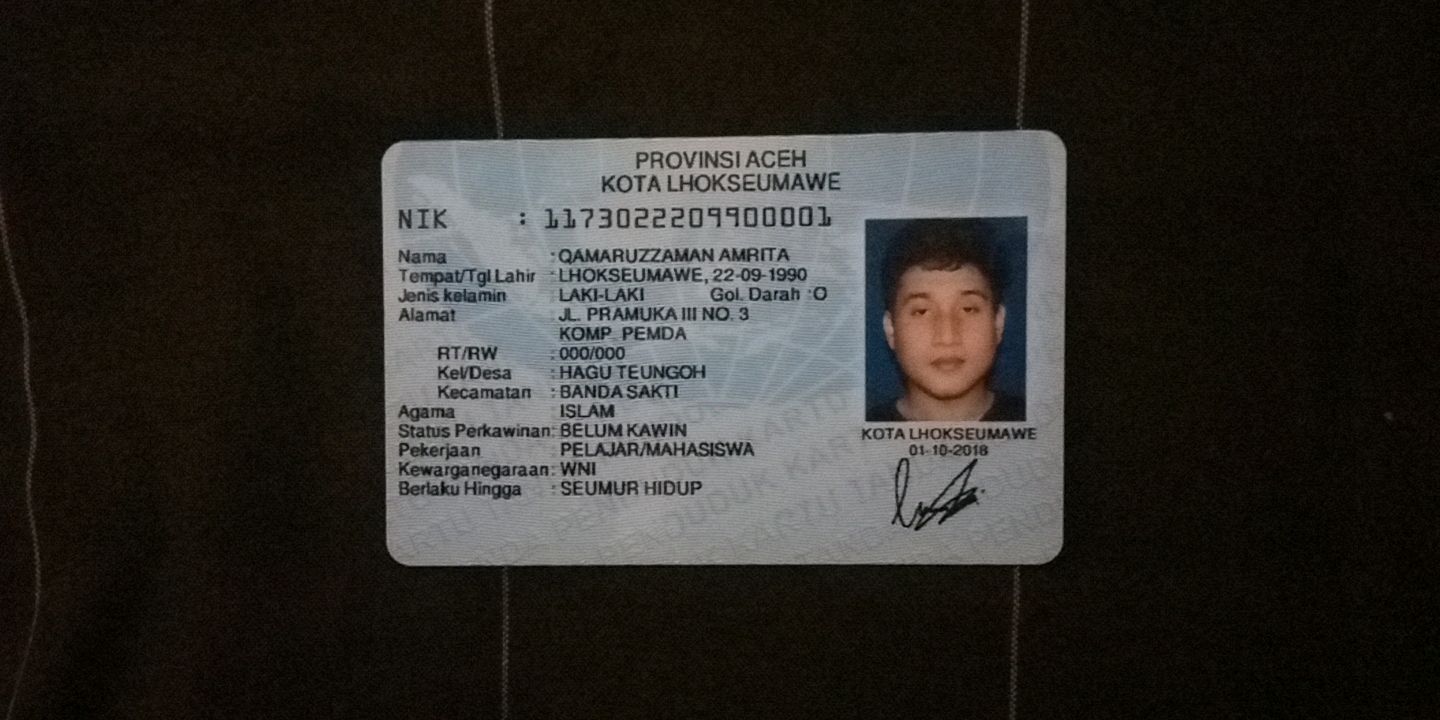 PROVINSI ACEH
KOTA LHOKSEUMAWE
NIK : 1173022209900001
Nama : QAMARUZZAMAN AMRITA
Tempat/Tgl Lahir : LHOKSEUMAWE, 22-09-1990
Jenis kelamin : LAKI-LAKI Gol. Darah : O
Alamat : JL. PRAMUKA III NO. 3
KOMP. PEMDA
RT/RW : 000/000
Kel/Desa : HAGU TEUNGOH
Kecamatan : BANDA SAKTI
Agama : ISLAM
Status Perkawinan: BELUM KAWIN
Pekerjaan : PELAJAR/MAHASISWA
Kewarganegaraan: WNI
Berlaku Hingga : SEUMUR HIDUP
KOTA LHOKSEUMAWE
01-10-2018